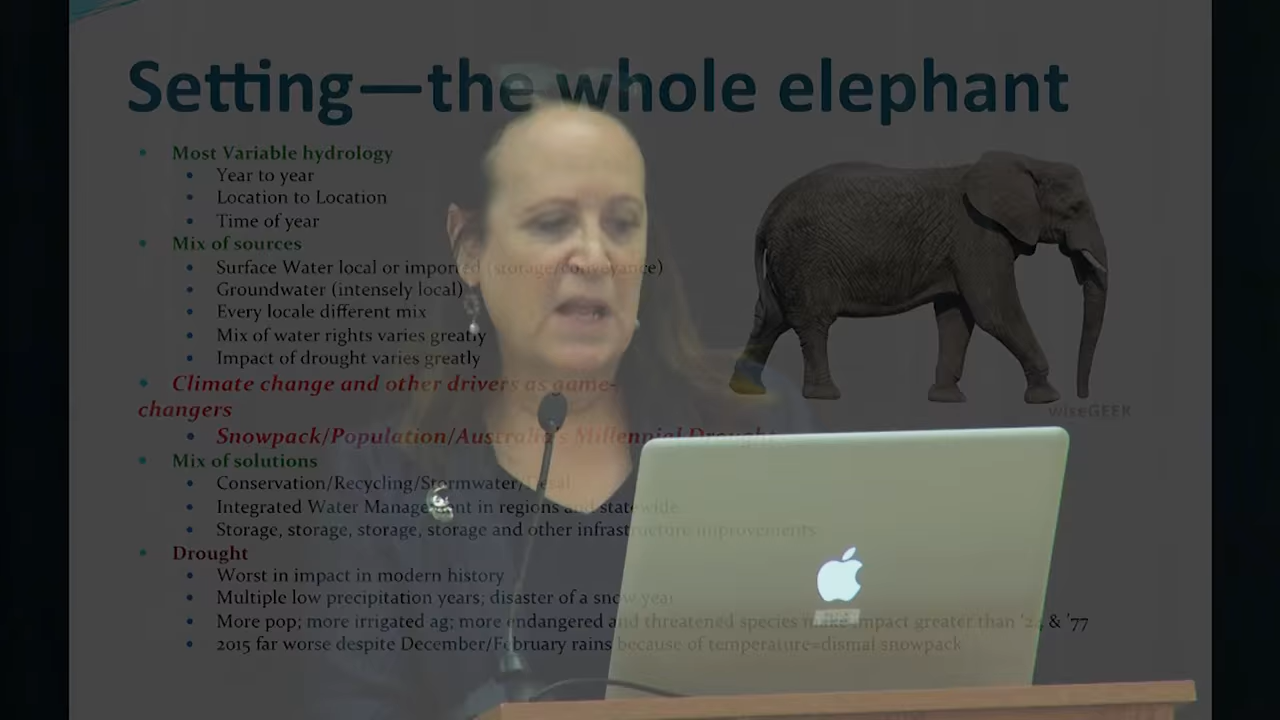 Setting—the whole elephant
• Most Variable hydrology
• Year to year
• Location to Location
• Time of year
• Mix of sources
• Surface Water local or imported (storage/conveyance)
• Groundwater (intensely local)
• Every locale different mix
• Mix of water rights varies greatly
• Impact of drought varies greatly
• Climate change and other drivers as game-
changers
• Snowpack/Population/Australia's Millennial Drought
wiseGEEK
• Mix of solutions
• Conservation/Recycling/Stormwater/Desal
• Integrated Water Management in regions and statewide
• Storage, storage, storage, storage and other infrastructure improvements
• Drought
• Worst in impact in modern history
• Multiple low precipitation years; disaster of a snow year
• More pop; more irrigated ag; more endangered and threatened species make impact greater than & '77
• 2015 far worse despite December/February rains because of temperature=dismal snowpack